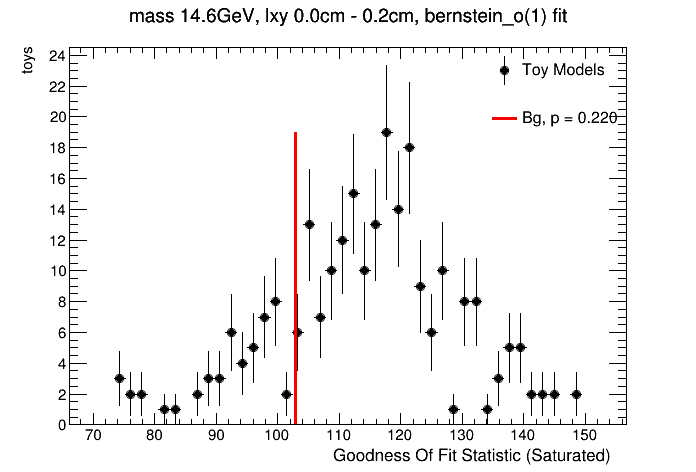 mass 14.6GeV, lxy 0.0cm - 0.2cm, bernstein_o(1) fit
toys
24
22
20
18
16
14
12
10
8
6
4
2
0
Toy Models
Bg, p = 0.220
70 80 90 100 110 120 130 140 150
Goodness Of Fit Statistic (Saturated)